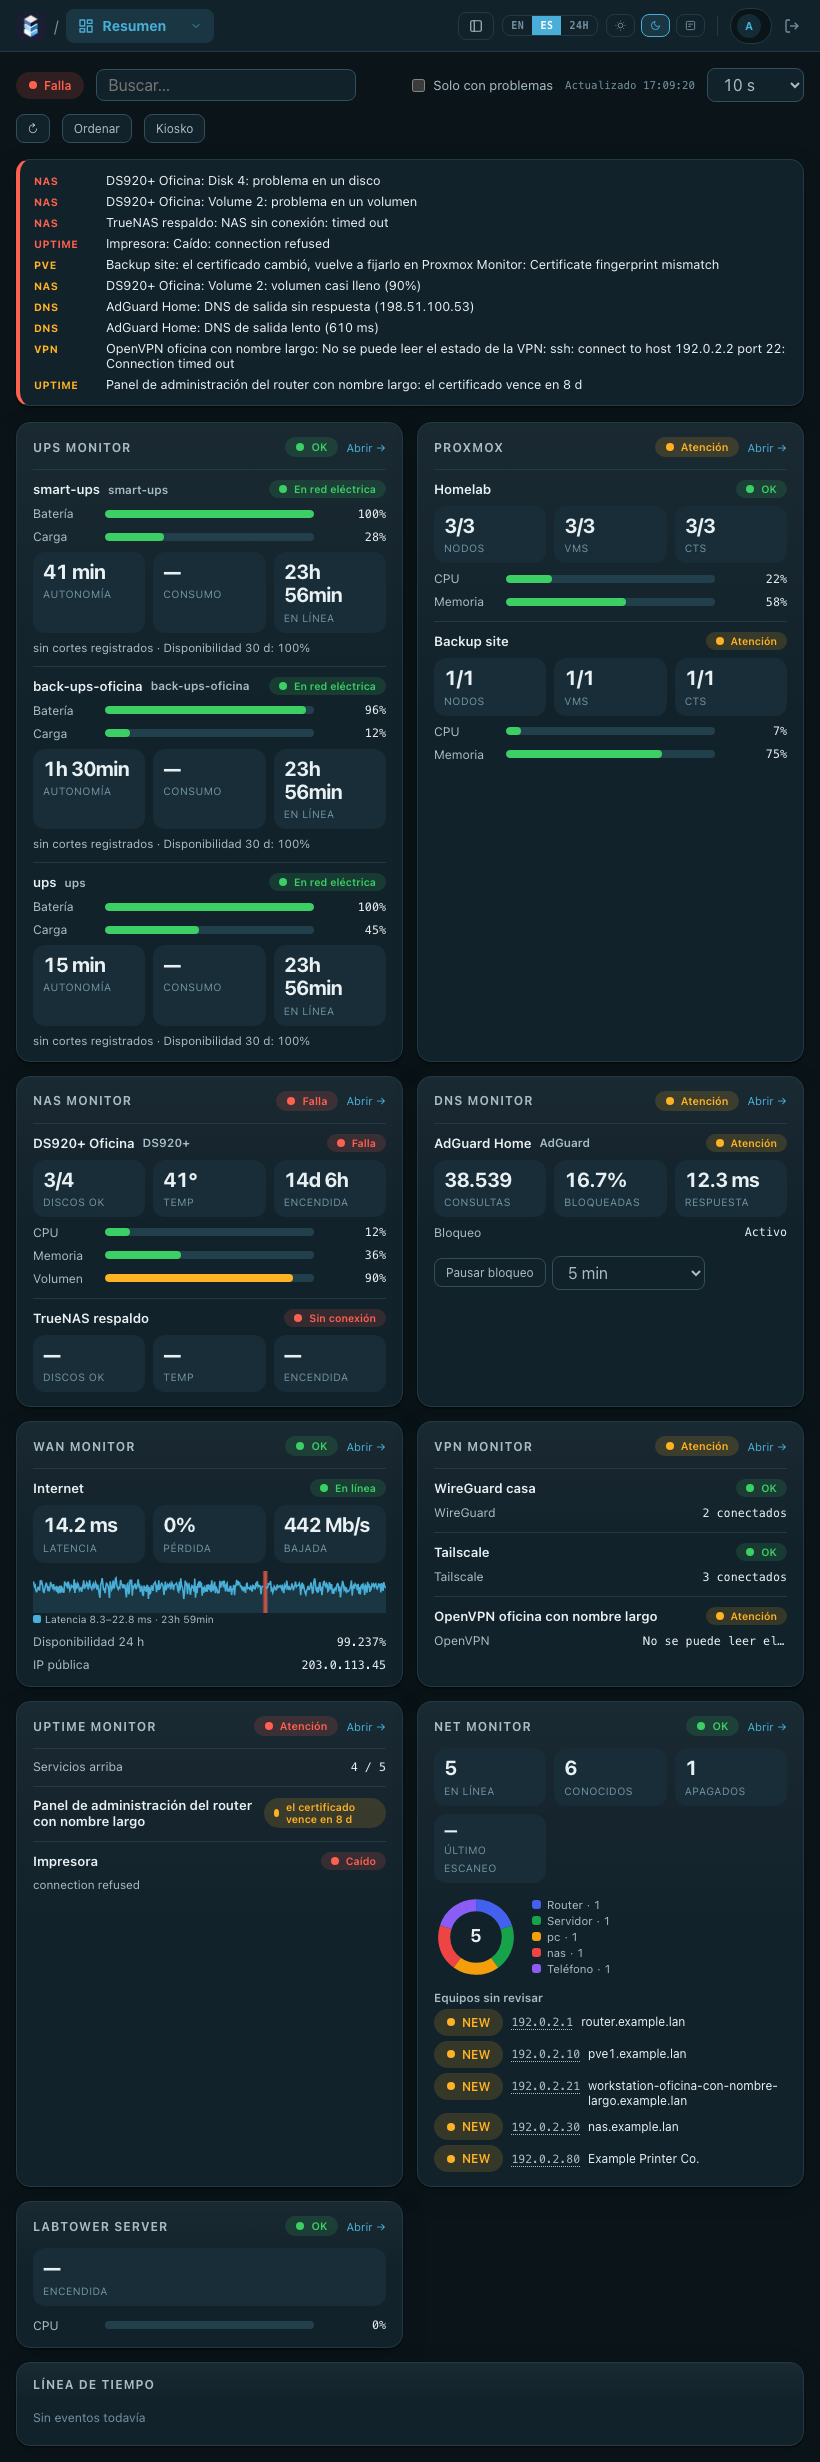 / Resumen
EN ES 24H
A
Falla
Buscar...
Solo con problemas
Actualizado 17:09:20
10 s
↻ Ordenar Kiosko
NAS DS920+ Oficina: Disk 4: problema en un disco
NAS DS920+ Oficina: Volume 2: problema en un volumen
NAS TrueNAS respaldo: NAS sin conexión: timed out
UPTIME Impresora: Caído: connection refused
PVE Backup site: el certificado cambió, vuelve a fijarlo en Proxmox Monitor: Certificate fingerprint mismatch
NAS DS920+ Oficina: Volume 2: volumen casi lleno (90%)
DNS AdGuard Home: DNS de salida sin respuesta (198.51.100.53)
DNS AdGuard Home: DNS de salida lento (610 ms)
VPN OpenVPN oficina con nombre largo: No se puede leer el estado de la VPN: ssh: connect to host 192.0.2.2 port 22:
Connection timed out
UPTIME Panel de administración del router con nombre largo: el certificado vence en 8 d
UPS MONITOR OK Abrir →
smart-ups smart-ups En red eléctrica
Batería 100%
Carga 28%
41 min — 23h
56min
AUTONOMÍA CONSUMO EN LÍNEA
sin cortes registrados · Disponibilidad 30 d: 100%
back-ups-oficina back-ups-oficina En red eléctrica
Batería 96%
Carga 12%
1h 30min — 23h
56min
AUTONOMÍA CONSUMO EN LÍNEA
sin cortes registrados · Disponibilidad 30 d: 100%
ups ups En red eléctrica
Batería 100%
Carga 45%
15 min — 23h
56min
AUTONOMÍA CONSUMO EN LÍNEA
sin cortes registrados · Disponibilidad 30 d: 100%
PROXMOX Atención Abrir →
Homelab OK
3/3 3/3 3/3
NODOS VMS CTS
CPU 22%
Memoria 58%
Backup site Atención
1/1 1/1 1/1
NODOS VMS CTS
CPU 7%
Memoria 75%
NAS MONITOR Falla Abrir →
DS920+ Oficina DS920+ Falla
3/4 41° 14d 6h
DISCOS OK TEMP ENCENDIDA
CPU 12%
Memoria 36%
Volumen 90%
TrueNAS respaldo Sin conexión
— — —
DISCOS OK TEMP ENCENDIDA
DNS MONITOR Atención Abrir →
AdGuard Home AdGuard Atención
38.539 16.7% 12.3 ms
CONSULTAS BLOQUEADAS RESPUESTA
Bloqueo Activo
Pausar bloqueo 5 min
WAN MONITOR OK Abrir →
Internet En línea
14.2 ms 0% 442 Mb/s
LATENCIA PÉRDIDA BAJADA
Latencia 8.3–22.8 ms · 23h 59min
Disponibilidad 24 h 99.237%
IP pública 203.0.113.45
VPN MONITOR Atención Abrir →
WireGuard casa OK
WireGuard 2 conectados
Tailscale OK
Tailscale 3 conectados
OpenVPN oficina con nombre largo Atención
OpenVPN No se puede leer el…
UPTIME MONITOR Atención Abrir →
Servicios arriba 4 / 5
Panel de administración del router
con nombre largo
el certificado
vence en 8 d
Impresora Caído
connection refused
NET MONITOR OK Abrir →
5 6 1
EN LÍNEA CONOCIDOS APAGADOS
—
ÚLTIMO
ESCANEO
5
Router · 1
Servidor · 1
pc · 1
nas · 1
Teléfono · 1
Equipos sin revisar
NEW 192.0.2.1 router.example.lan
NEW 192.0.2.10 pve1.example.lan
NEW 192.0.2.21 workstation-oficina-con-nombre-
largo.example.lan
NEW 192.0.2.30 nas.example.lan
NEW 192.0.2.80 Example Printer Co.
LABTOWER SERVER OK Abrir →
—
ENCENDIDA
CPU 0%
LÍNEA DE TIEMPO
Sin eventos todavía